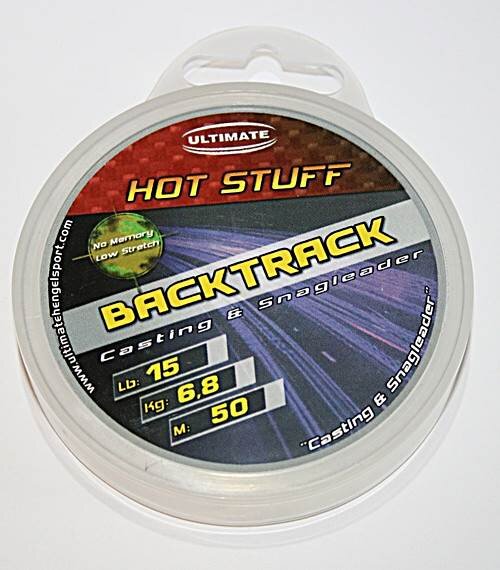 ULTIMATE
HOT STUFF
No Memory
Low Stretch
BACKTRACK
Casting & Snagleader
Lb: 15
Kg: 6,8
M: 50
www.ultimatehengelsport.com
"Casting & Snagleader"